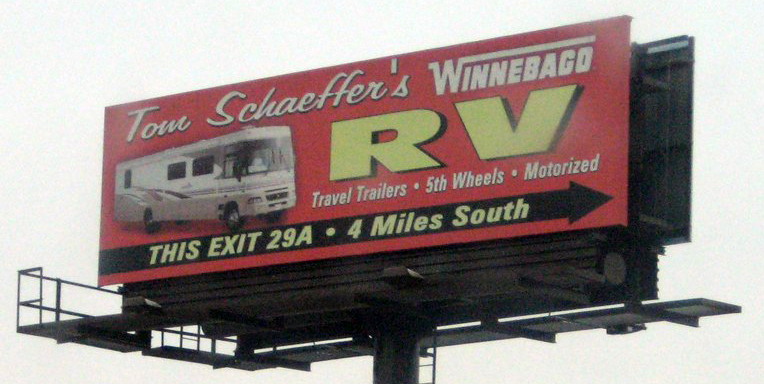 Tom Schaeffer's WINNEBAGO
RV
Travel Trailers • 5th Wheels • Motorized
THIS EXIT 29A • 4 Miles South